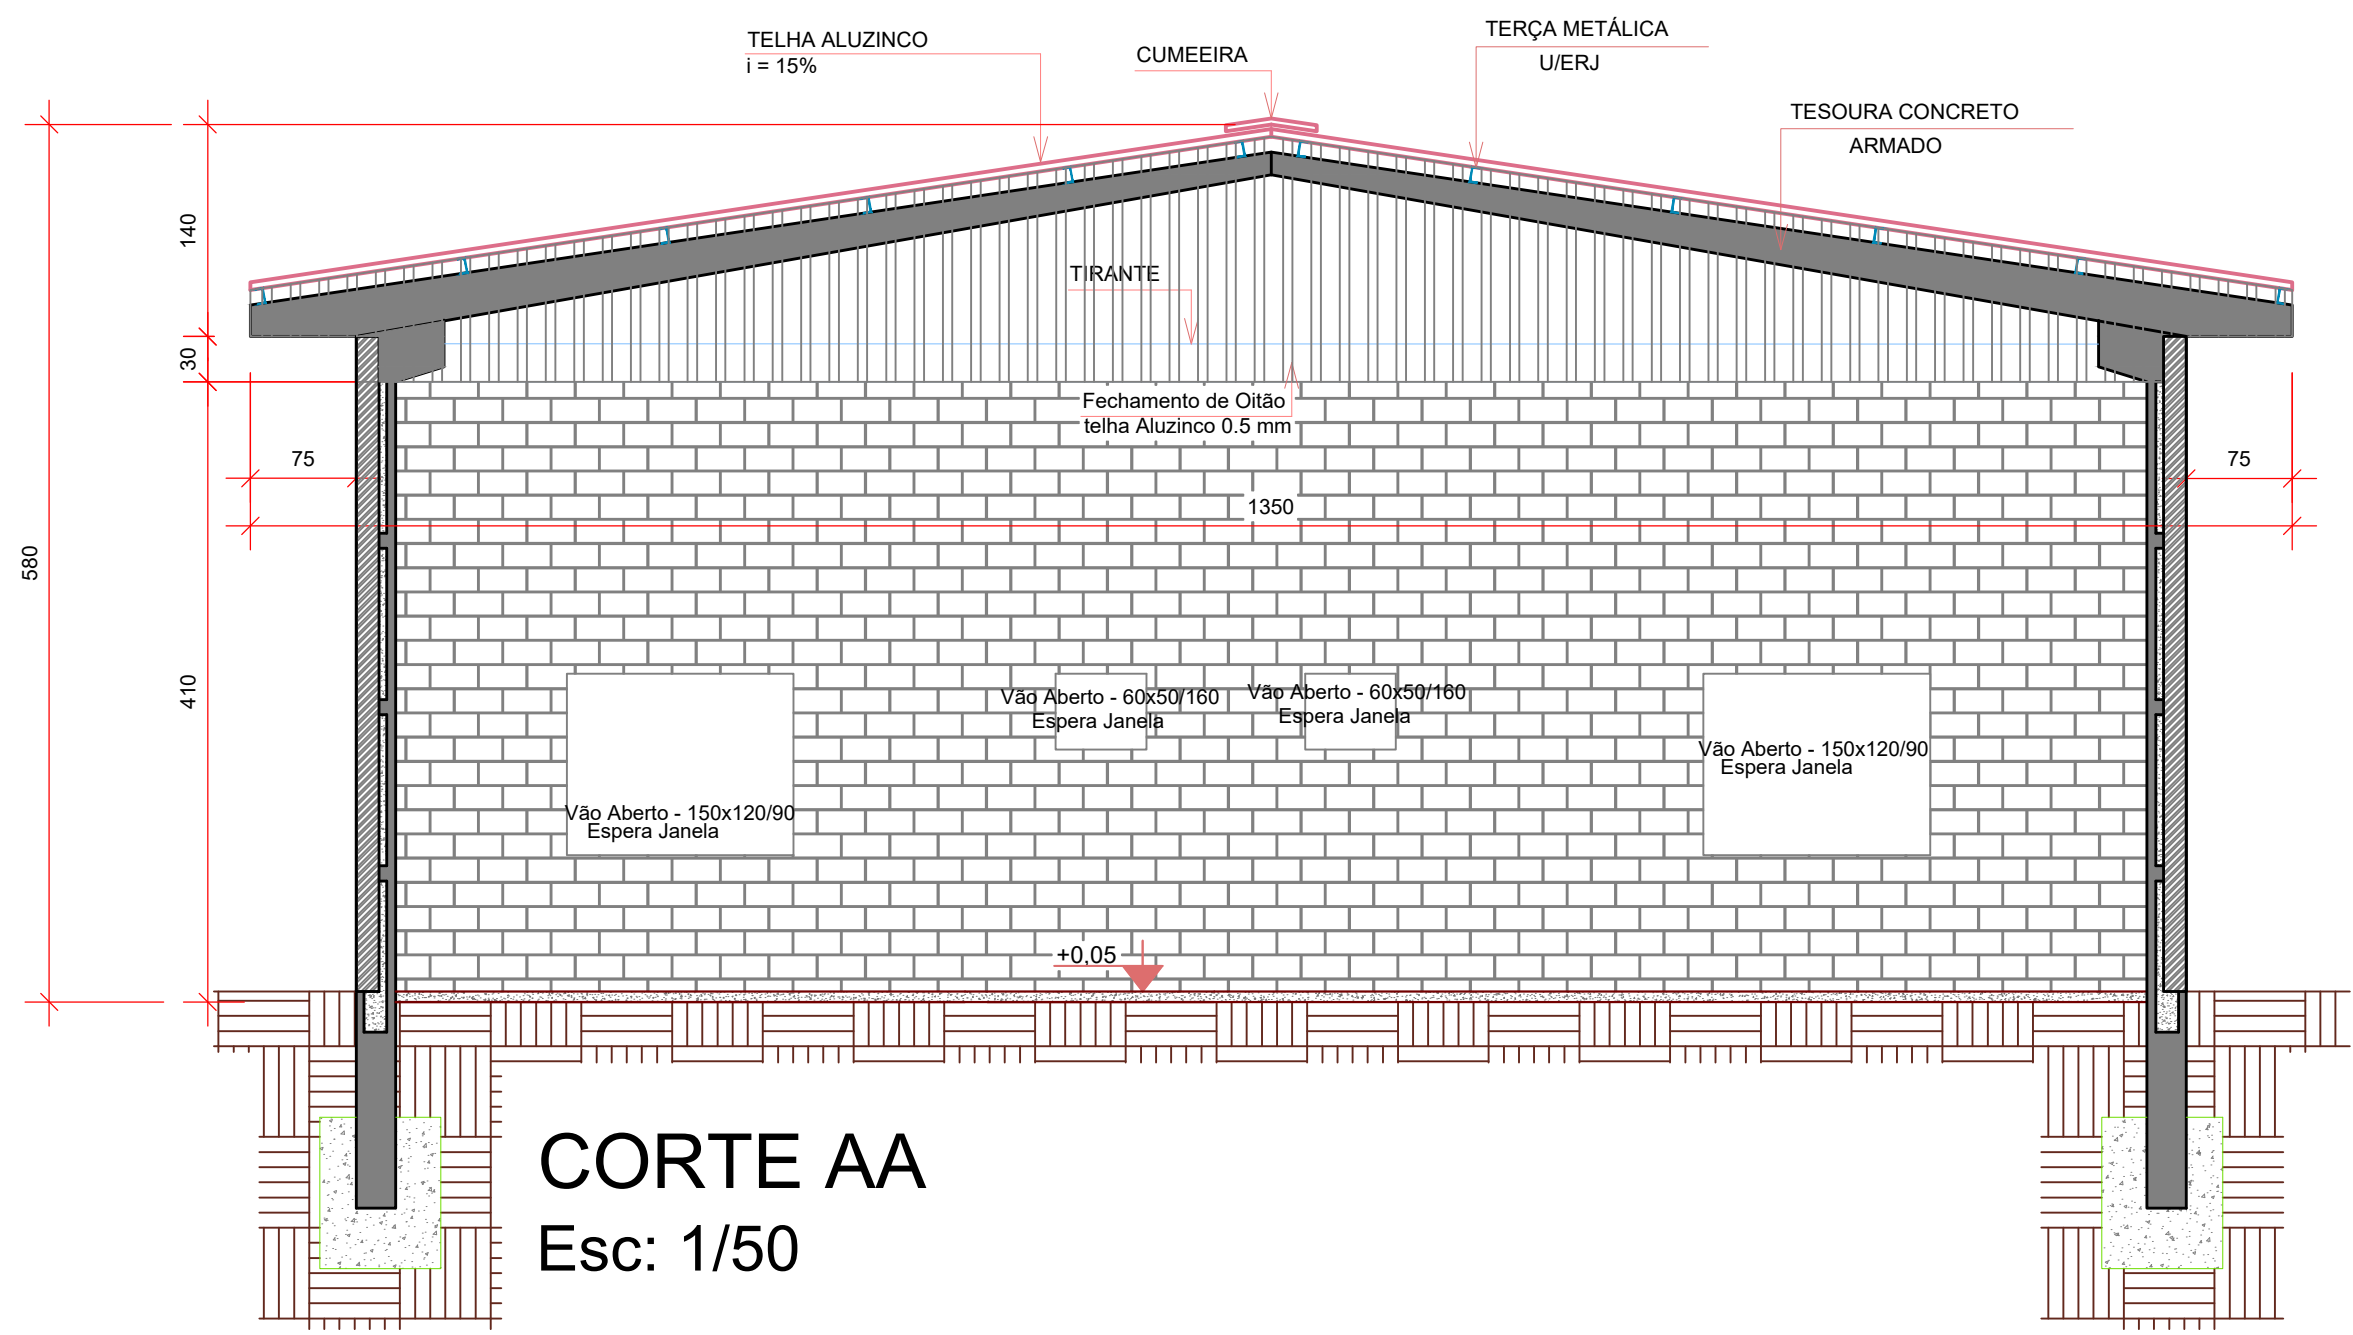 TELHA ALUZINCO
i = 15%
CUMEEIRA
TERÇA METÁLICA
U/ERJ
TESOURA CONCRETO
ARMADO
140
TIRANTE
30
Fechamento de Oitão
telha Aluzinco 0.5 mm
75
75
1350
580
410
Vão Aberto - 60x50/160
Espera Janela
Vão Aberto - 60x50/160
Espera Janela
Vão Aberto - 150x120/90
Espera Janela
Vão Aberto - 150x120/90
Espera Janela
+0,05
CORTE AA
Esc: 1/50